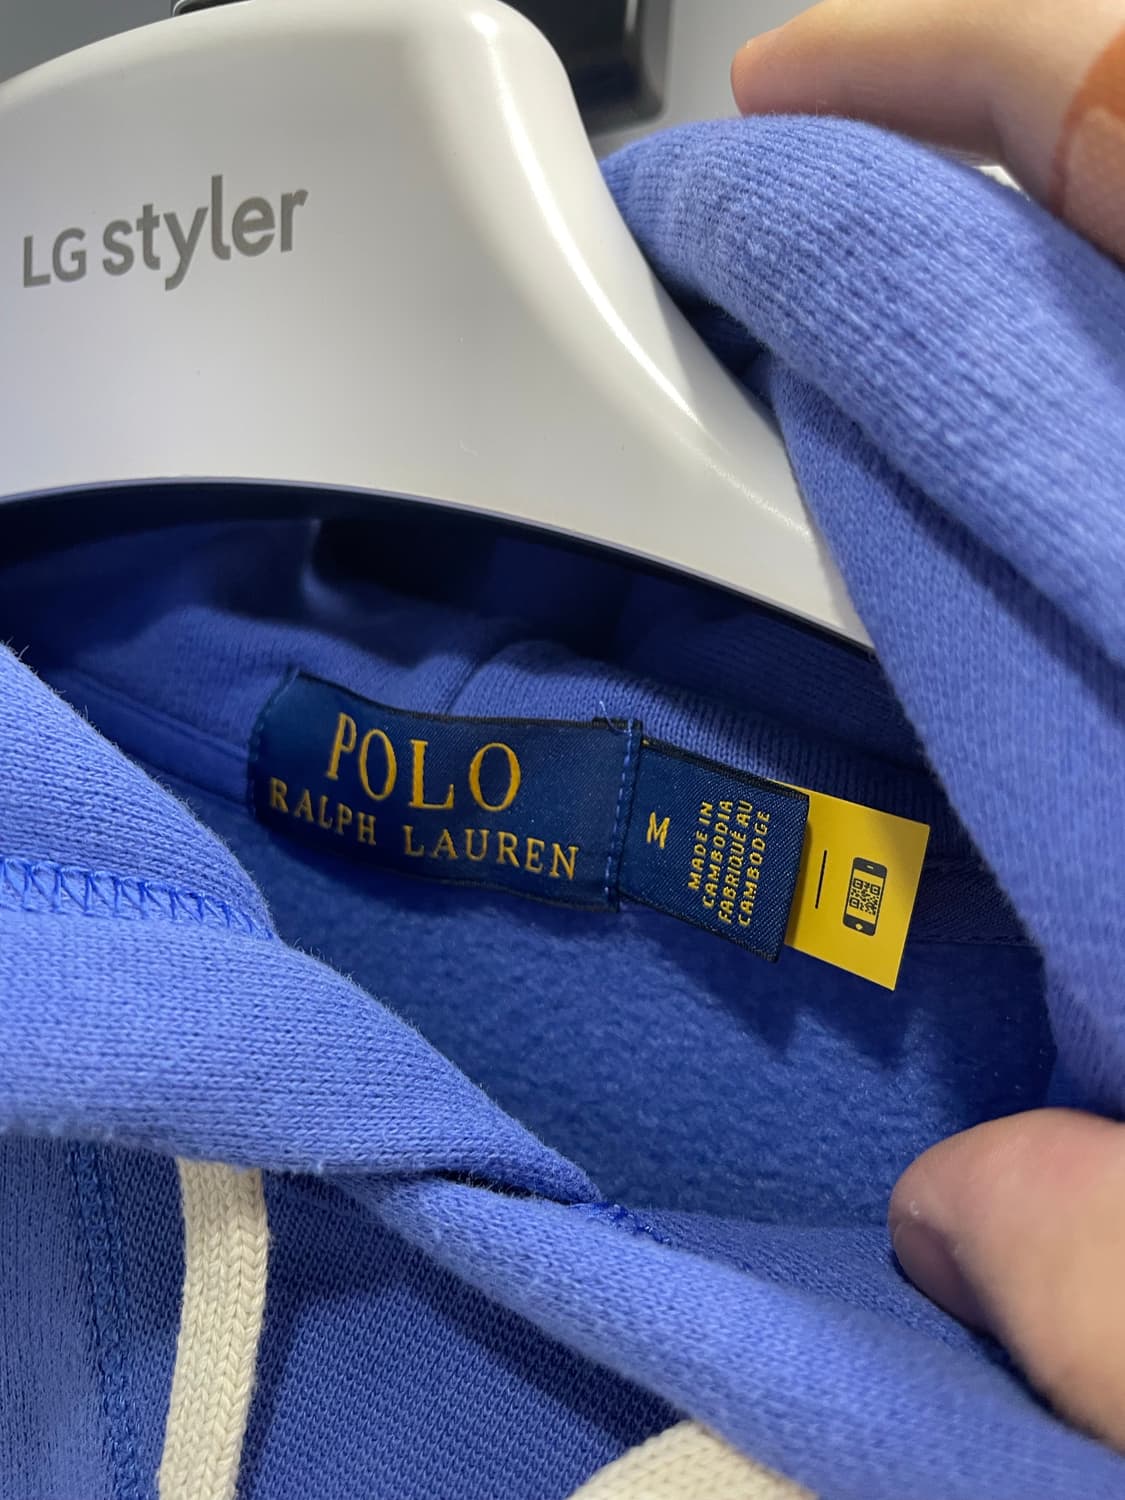 LG styler
POLO
RALPH LAUREN
M
MADE IN
CAMBODIA
FABRIQUÉ AU
CAMBODGE